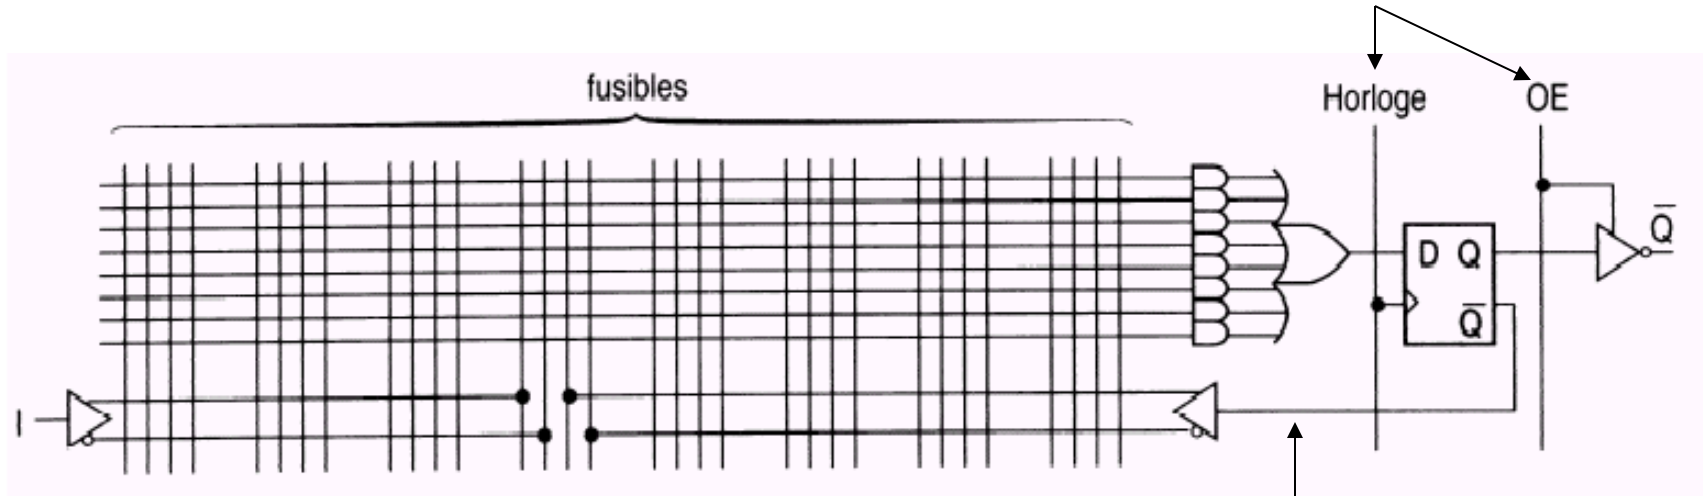 fusibles
Horloge
OE
D Q
Q̅
Q̅
I